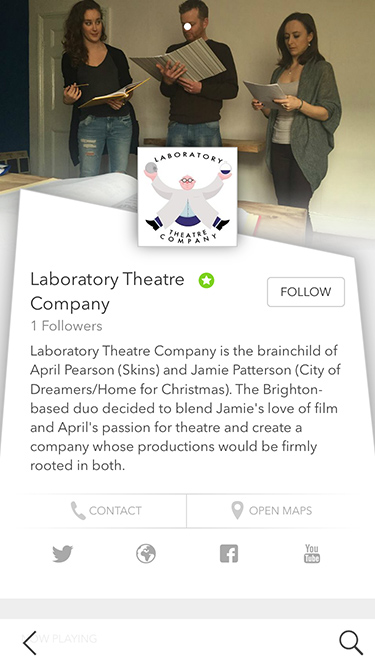 LABORATORY
THEATRE
COMPANY
Laboratory Theatre
Company
FOLLOW
1 Followers
Laboratory Theatre Company is the brainchild of
April Pearson (Skins) and Jamie Patterson (City of
Dreamers/Home for Christmas). The Brighton-
based duo decided to blend Jamie's love of film
and April's passion for theatre and create a
company whose productions would be firmly
rooted in both.
CONTACT
OPEN MAPS
You
Tube
NOW PLAYING